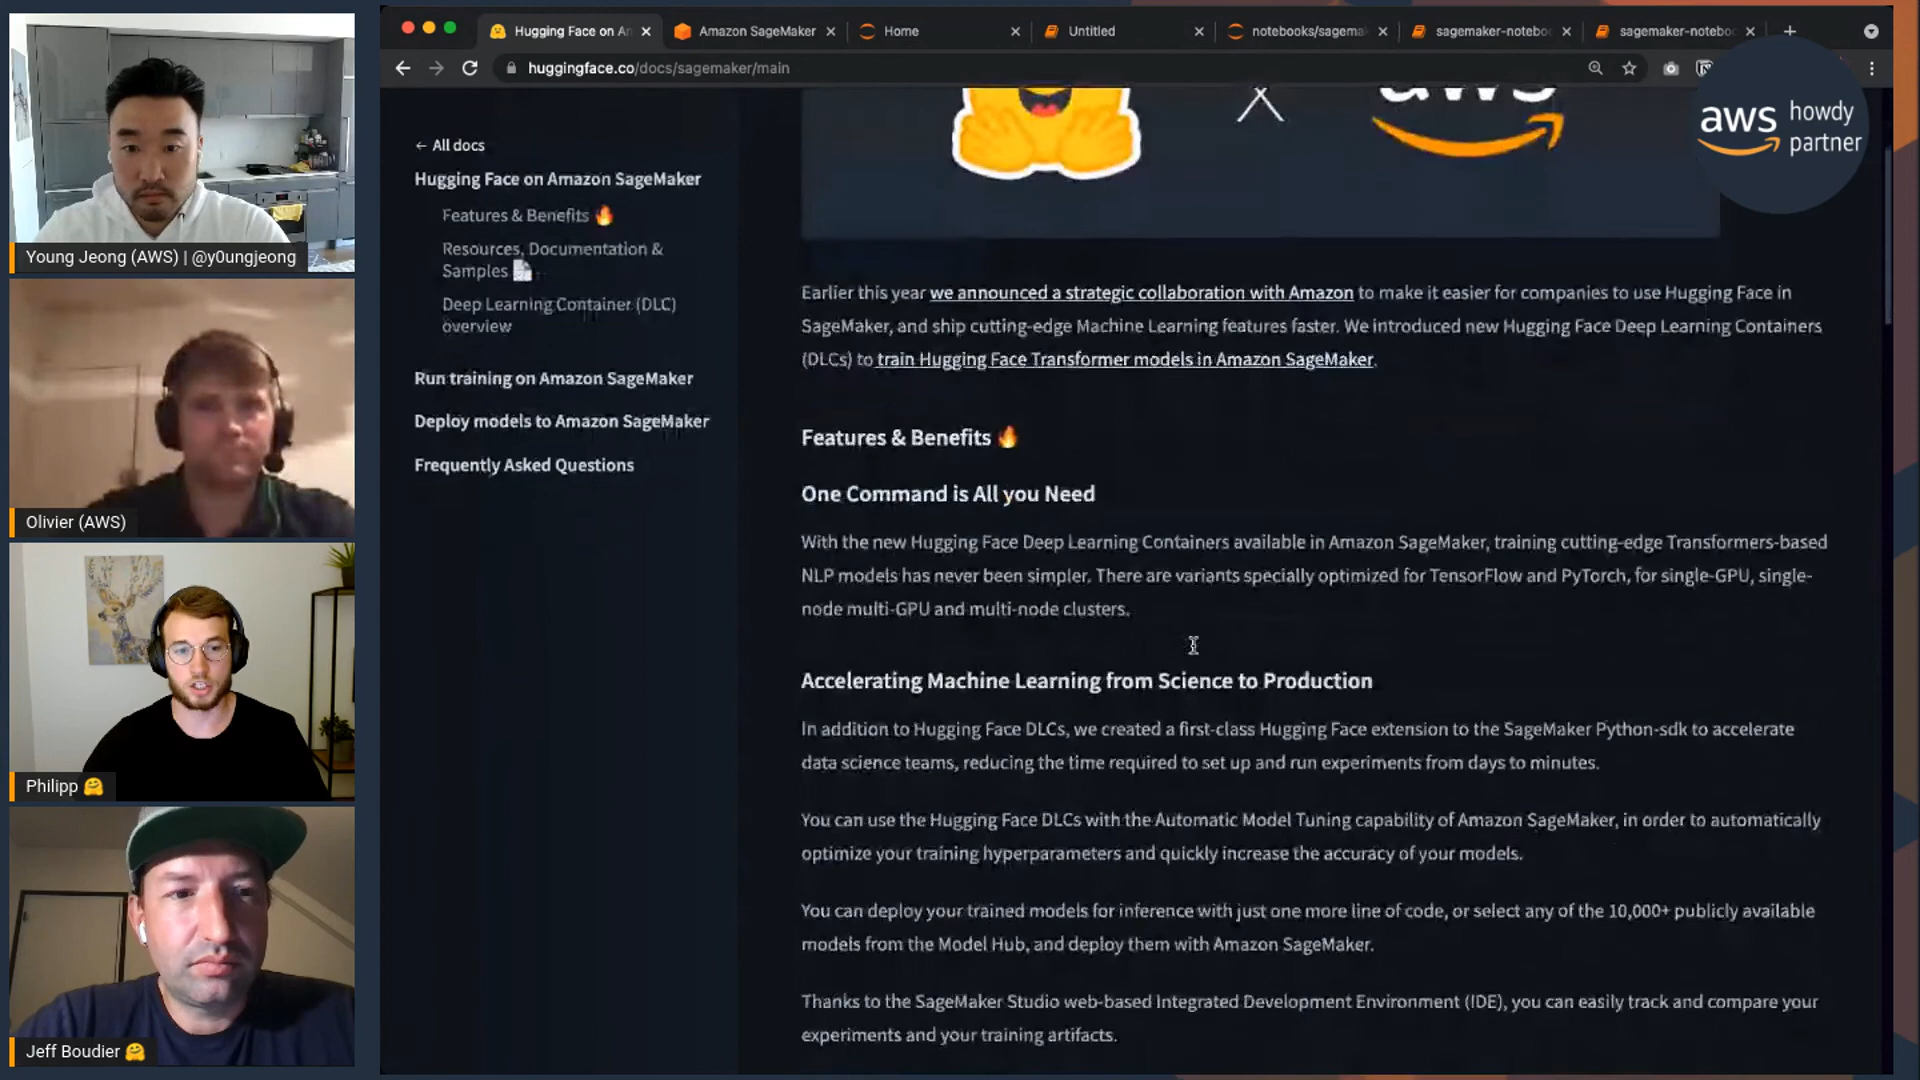 Hugging Face on An
Amazon SageMaker
Home
Untitled
notebooks/sagema
sagemaker-notebo
sagemaker-notebo
huggingface.co/docs/sagemaker/main
aws howdy partner
X
aws
← All docs
Hugging Face on Amazon SageMaker
Features & Benefits 🔥
Resources, Documentation &
Samples 📄
Deep Learning Container (DLC)
overview
Run training on Amazon SageMaker
Deploy models to Amazon SageMaker
Frequently Asked Questions
Earlier this year we announced a strategic collaboration with Amazon to make it easier for companies to use Hugging Face in
SageMaker, and ship cutting-edge Machine Learning features faster. We introduced new Hugging Face Deep Learning Containers
(DLCs) to train Hugging Face Transformer models in Amazon SageMaker.
Features & Benefits 🔥
One Command is All you Need
With the new Hugging Face Deep Learning Containers available in Amazon SageMaker, training cutting-edge Transformers-based
NLP models has never been simpler. There are variants specially optimized for TensorFlow and PyTorch, for single-GPU, single-
node multi-GPU and multi-node clusters.
Accelerating Machine Learning from Science to Production
In addition to Hugging Face DLCs, we created a first-class Hugging Face extension to the SageMaker Python-sdk to accelerate
data science teams, reducing the time required to set up and run experiments from days to minutes.
You can use the Hugging Face DLCs with the Automatic Model Tuning capability of Amazon SageMaker, in order to automatically
optimize your training hyperparameters and quickly increase the accuracy of your models.
You can deploy your trained models for inference with just one more line of code, or select any of the 10,000+ publicly available
models from the Model Hub, and deploy them with Amazon SageMaker.
Thanks to the SageMaker Studio web-based Integrated Development Environment (IDE), you can easily track and compare your
experiments and your training artifacts.
Young Jeong (AWS) | @y0ungjeong
Olivier (AWS)
Philipp 🤗
Jeff Boudier 🤗